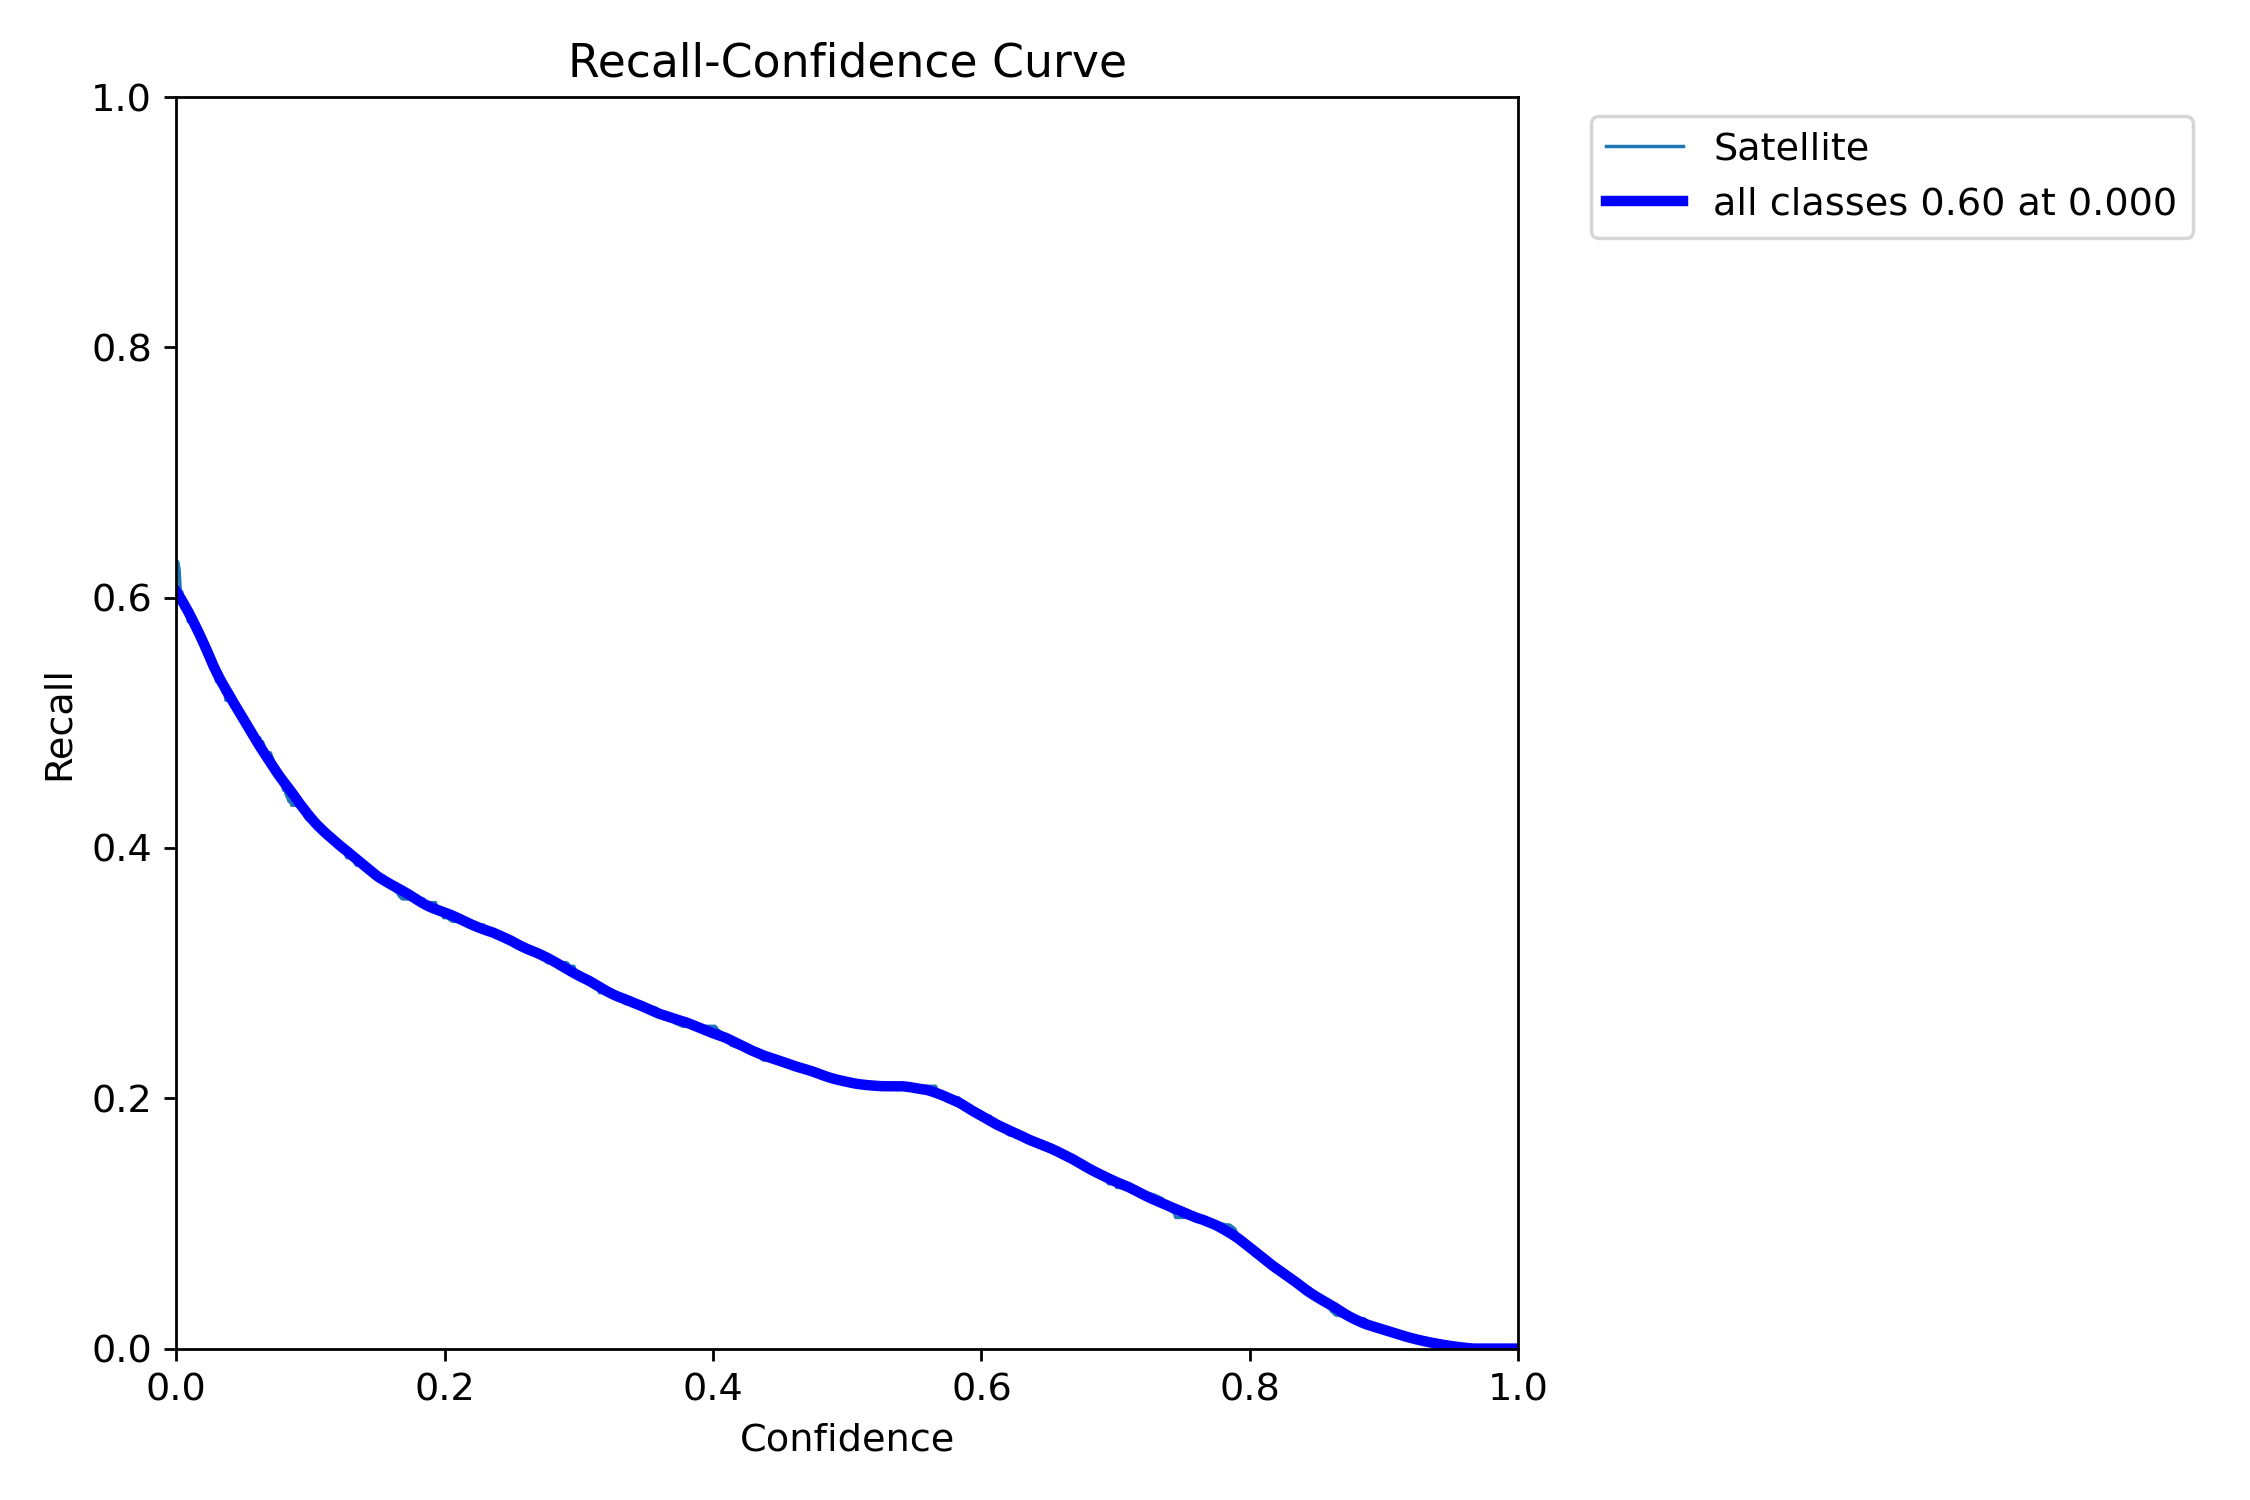 Recall-Confidence Curve
1.0
0.8
0.6
0.4
0.2
0.0
Recall
0.0 0.2 0.4 0.6 0.8 1.0
Confidence
Satellite
all classes 0.60 at 0.000